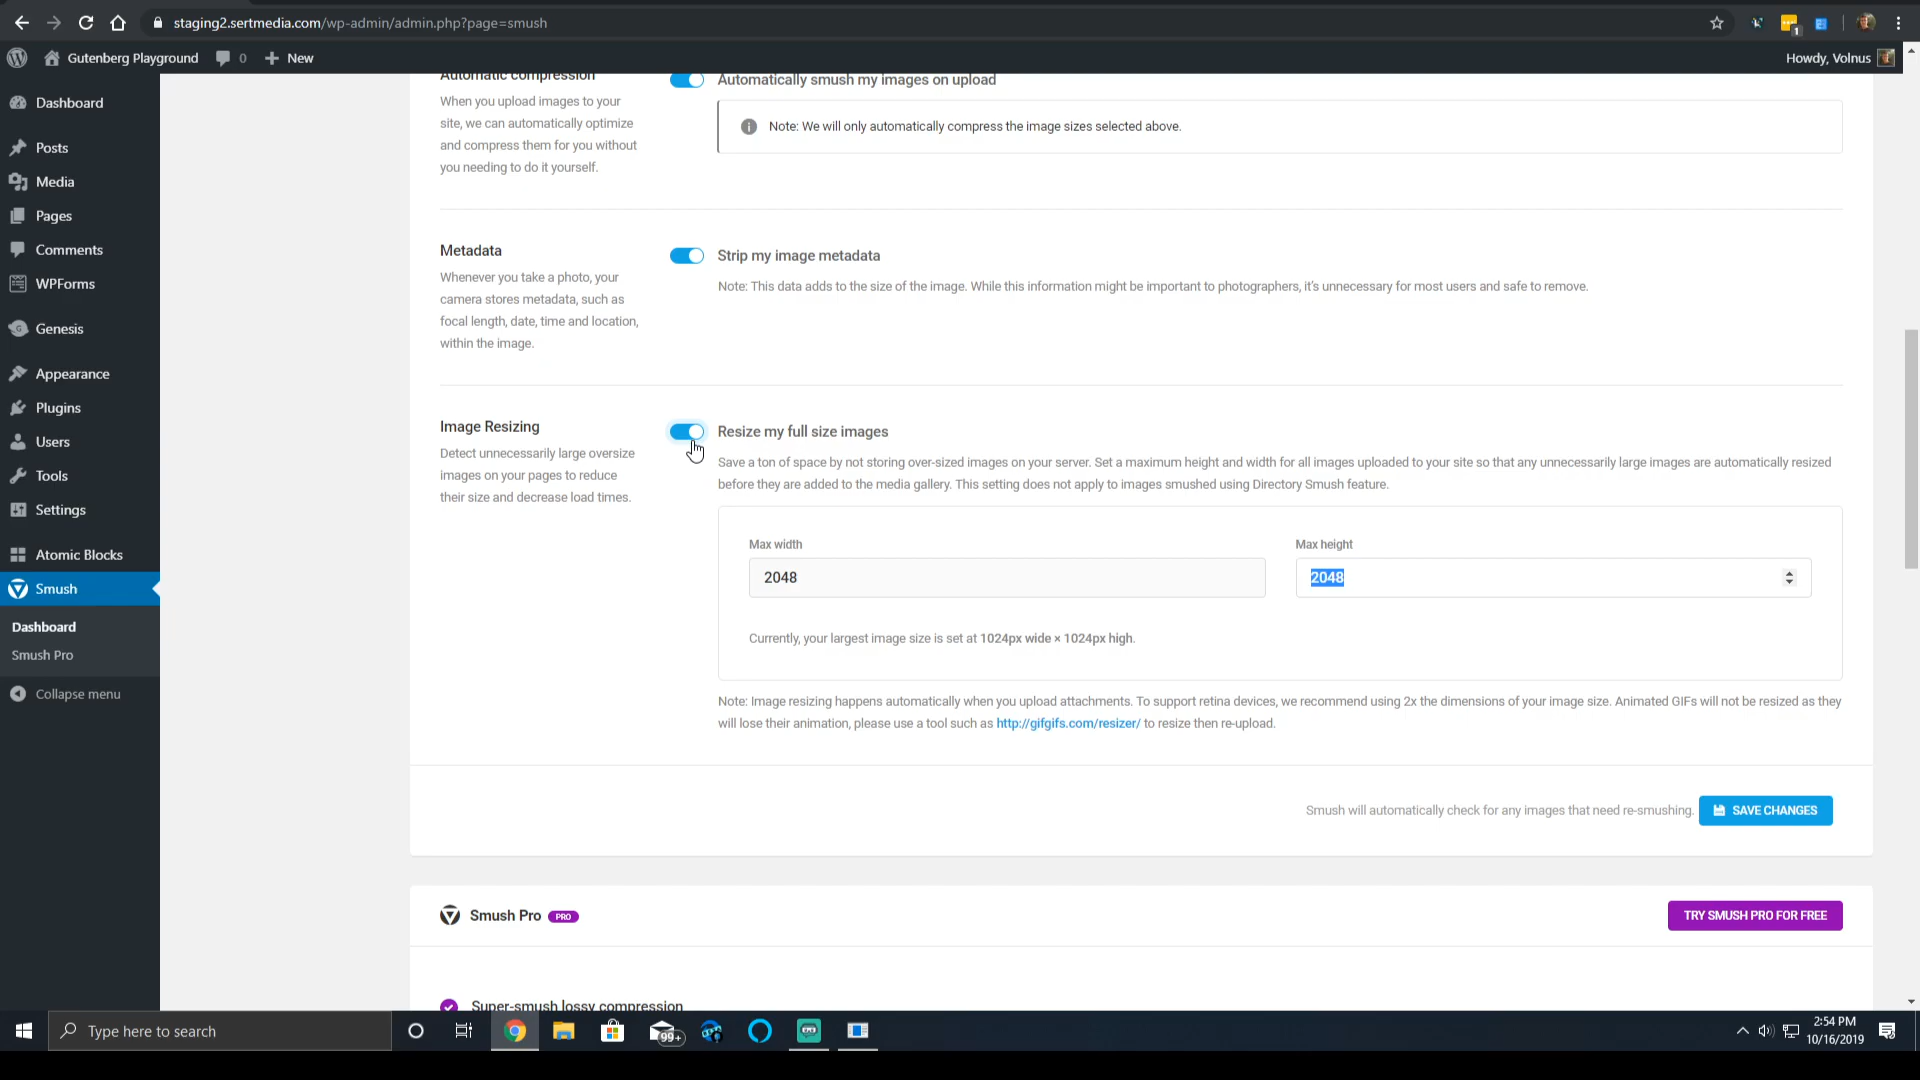 staging2.sertmedia.com/wp-admin/admin.php?page=smush
1
Gutenberg Playground
0
New
Howdy, Volnus
Dashboard
Posts
Media
Pages
Comments
WPForms
Genesis
Appearance
Plugins
Users
Tools
Settings
Atomic Blocks
Smush
Dashboard
Smush Pro
Collapse menu
Automatic compression
When you upload images to your
site, we can automatically optimize
and compress them for you without
you needing to do it yourself.
Automatically smush my images on upload
Note: We will only automatically compress the image sizes selected above.
Metadata
Whenever you take a photo, your
camera stores metadata, such as
focal length, date, time and location,
within the image.
Strip my image metadata
Note: This data adds to the size of the image. While this information might be important to photographers, it's unnecessary for most users and safe to remove.
Image Resizing
Detect unnecessarily large oversize
images on your pages to reduce
their size and decrease load times.
Resize my full size images
Save a ton of space by not storing over-sized images on your server. Set a maximum height and width for all images uploaded to your site so that any unnecessarily large images are automatically resized
before they are added to the media gallery. This setting does not apply to images smushed using Directory Smush feature.
Max width
2048
Max height
2048
Currently, your largest image size is set at 1024px wide × 1024px high.
Note: Image resizing happens automatically when you upload attachments. To support retina devices, we recommend using 2x the dimensions of your image size. Animated GIFs will not be resized as they
will lose their animation, please use a tool such as http://gifgifs.com/resizer/ to resize then re-upload.
Smush will automatically check for any images that need re-smushing.
SAVE CHANGES
Smush Pro PRO
TRY SMUSH PRO FOR FREE
Super-smush lossy compression
Type here to search
99+
2:54 PM
10/16/2019